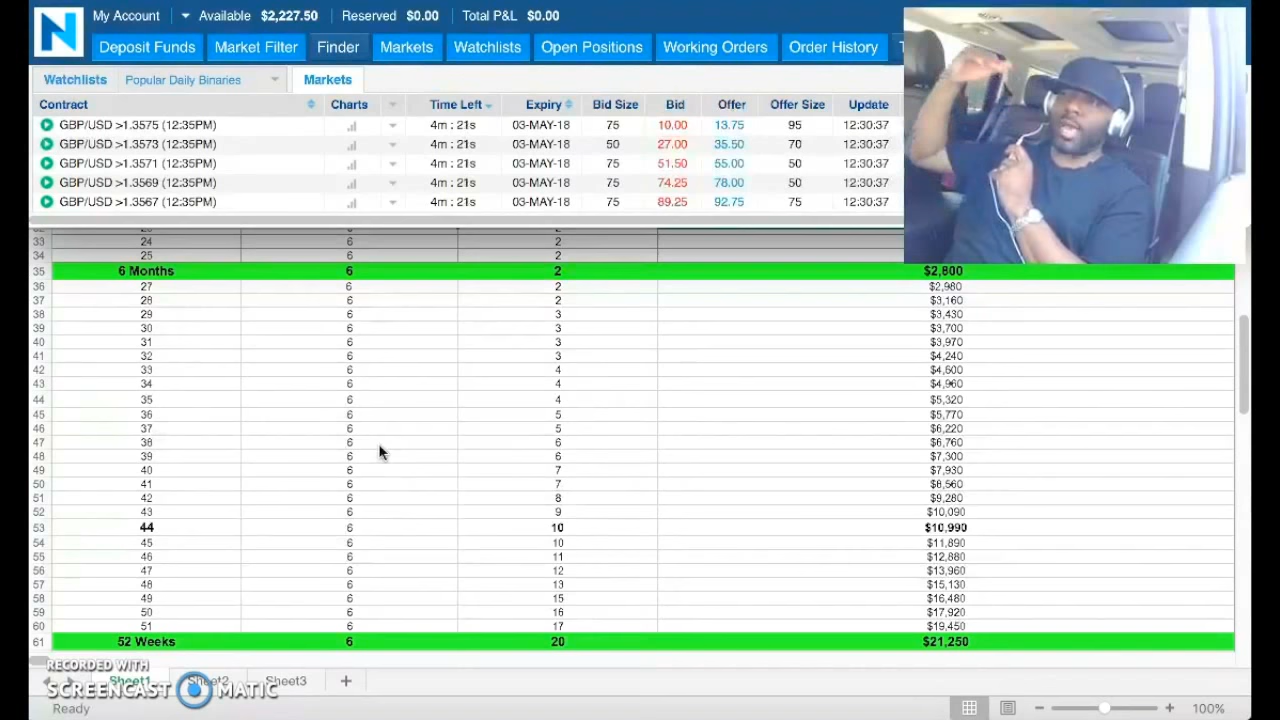 My Account Available $2,227.50 Reserved $0.00 Total P&L $0.00
N
Deposit Funds Market Filter Finder Markets Watchlists Open Positions Working Orders Order History
Watchlists Popular Daily Binaries Markets
Contract Charts Time Left Expiry Bid Size Bid Offer Offer Size Update
GBP/USD >1.3575 (12:35PM) 4m : 21s 03-MAY-18 75 10.00 13.75 95 12:30:37
GBP/USD >1.3573 (12:35PM) 4m : 21s 03-MAY-18 50 27.00 35.50 70 12:30:37
GBP/USD >1.3571 (12:35PM) 4m : 21s 03-MAY-18 75 51.50 55.00 50 12:30:37
GBP/USD >1.3569 (12:35PM) 4m : 21s 03-MAY-18 75 74.25 78.00 50 12:30:37
GBP/USD >1.3567 (12:35PM) 4m : 21s 03-MAY-18 75 89.25 92.75 75 12:30:37
33 24 6 2
34 25 6 2
35 6 Months 6 2 $2,800
36 27 6 2 $2,980
37 28 6 2 $3,160
38 29 6 3 $3,430
39 30 6 3 $3,700
40 31 6 3 $3,970
41 32 6 3 $4,240
42 33 6 4 $4,600
43 34 6 4 $4,960
44 35 6 4 $5,320
45 36 6 5 $5,770
46 37 6 5 $6,220
47 38 6 6 $6,760
48 39 6 6 $7,300
49 40 6 7 $7,930
50 41 6 7 $8,560
51 42 6 8 $9,280
52 43 6 9 $10,090
53 44 6 10 $10,990
54 45 6 10 $11,890
55 46 6 11 $12,880
56 47 6 12 $13,960
57 48 6 13 $15,130
58 49 6 15 $16,480
59 50 6 16 $17,920
60 51 6 17 $19,450
61 52 Weeks 6 20 $21,250
RECORDED WITH
SCREENCAST MATIC
Sheet1 Sheet2 Sheet3 +
Ready 100%